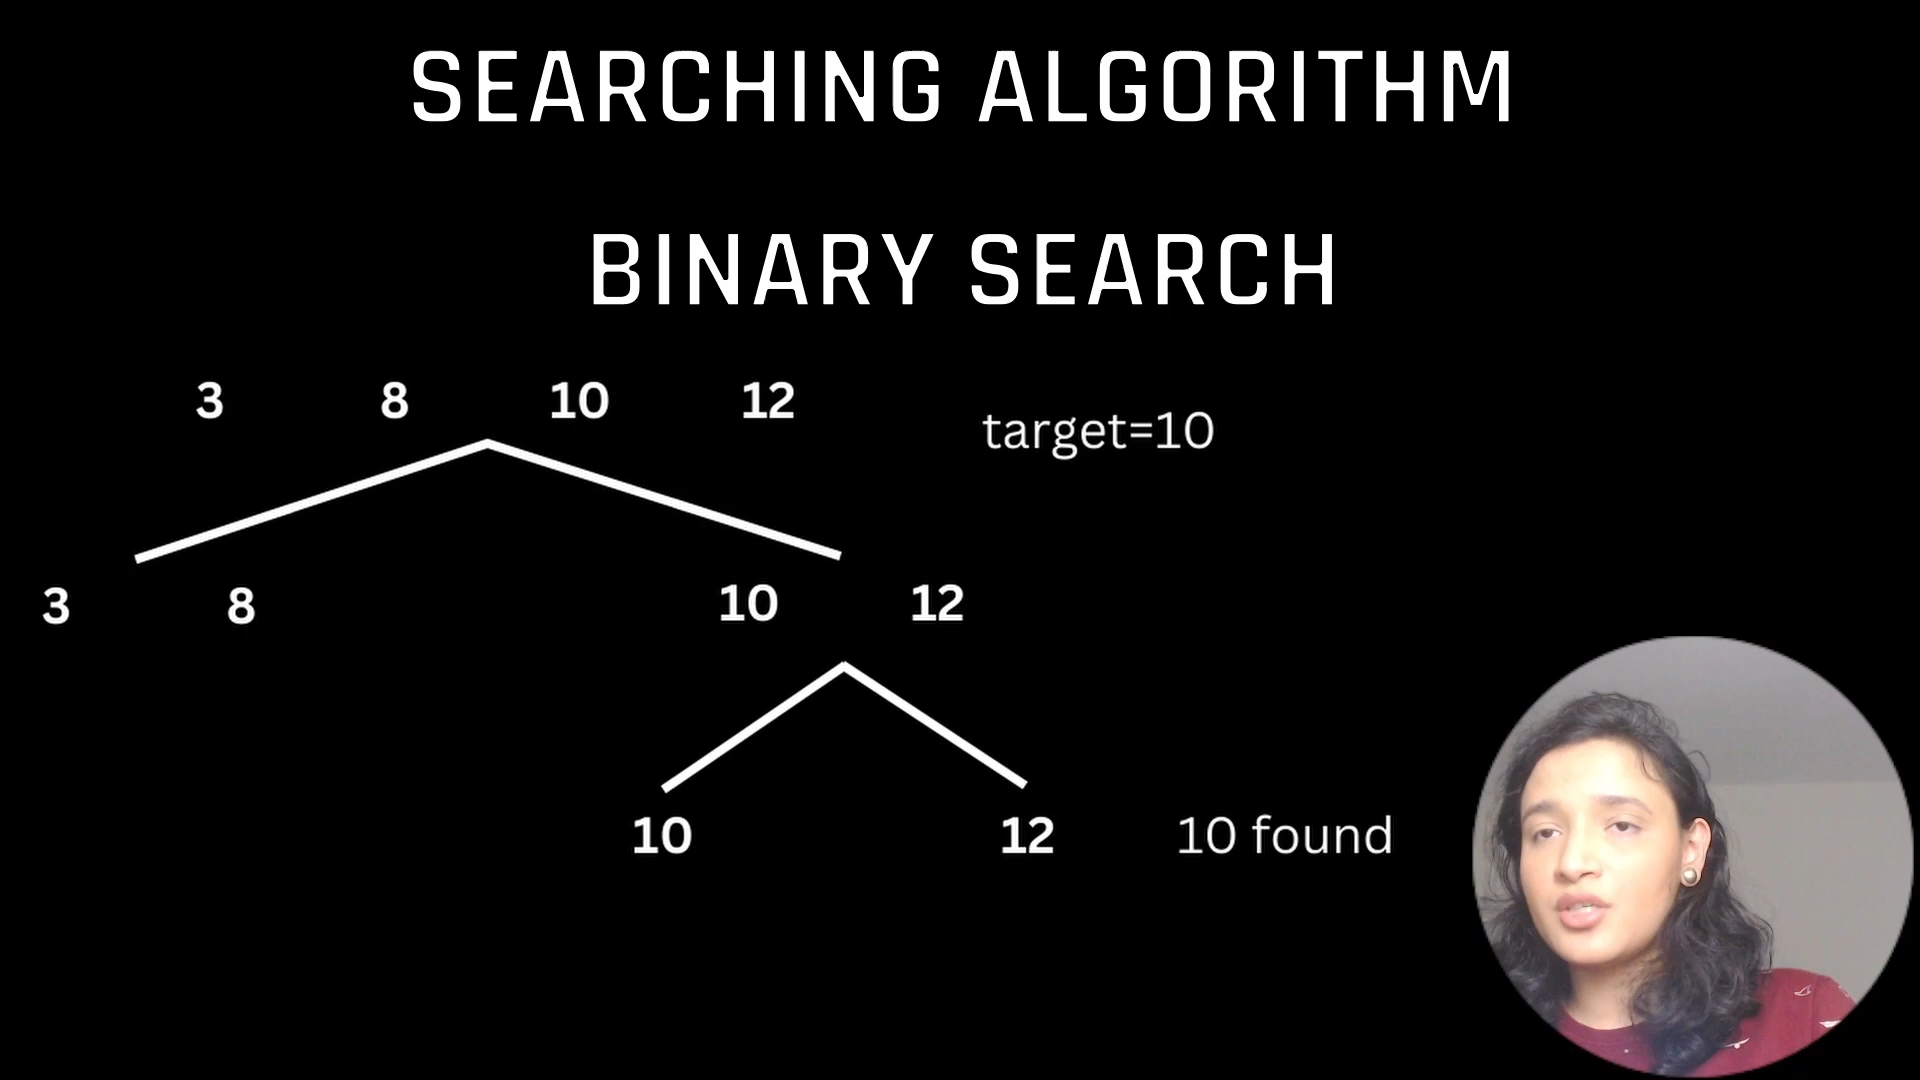 SEARCHING ALGORITHM
BINARY SEARCH
3 8 10 12
target=10
3 8 10 12
10 12 10 found